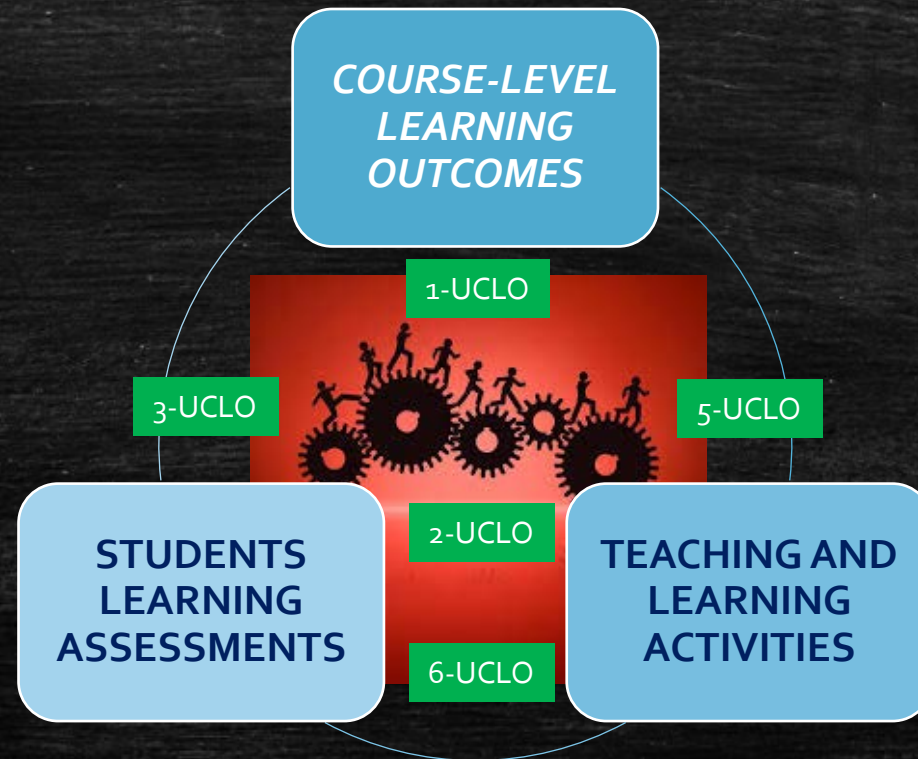 COURSE-LEVEL
LEARNING
OUTCOMES
1-UCLO
3-UCLO
5-UCLO
2-UCLO
STUDENTS
LEARNING
ASSESSMENTS
TEACHING AND
LEARNING
ACTIVITIES
6-UCLO